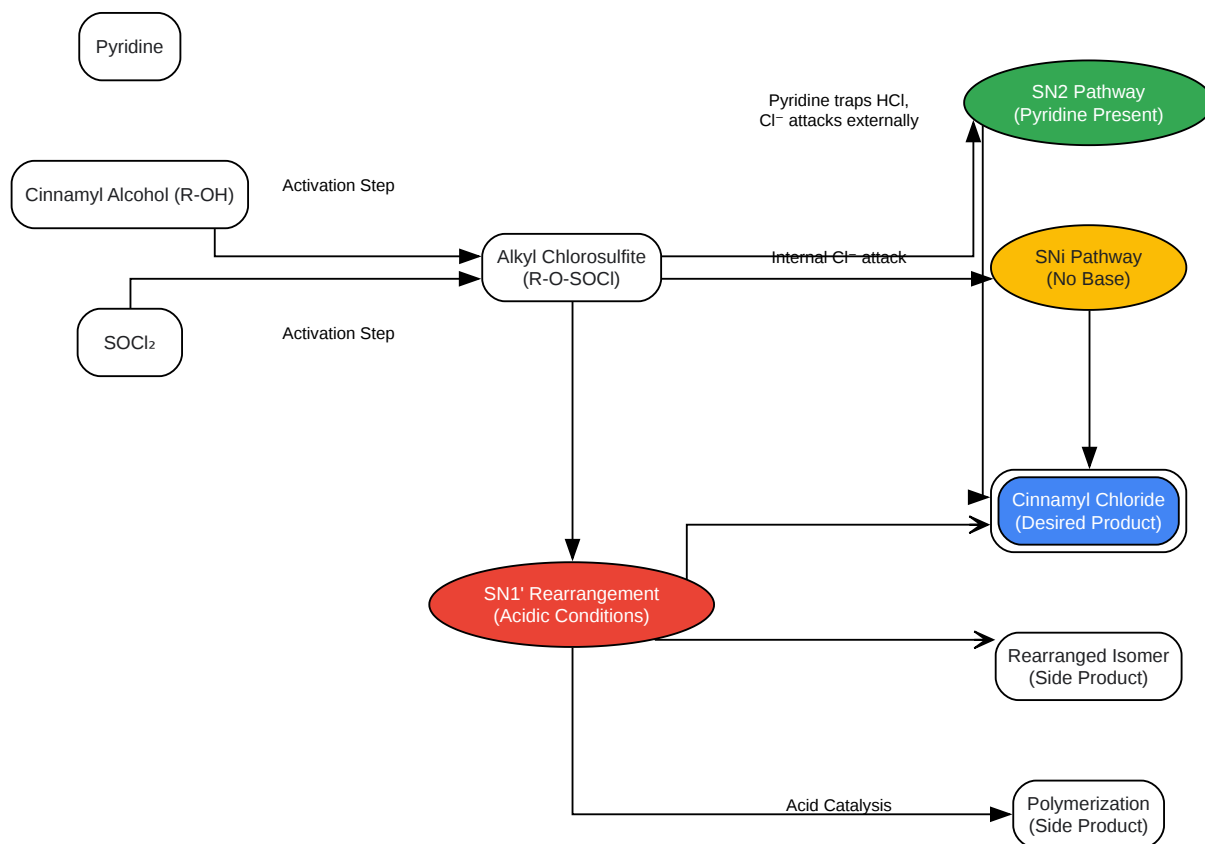 Pyridine
SN2 Pathway
(Pyridine Present)
Pyridine traps HCl,
Cl⁻ attacks externally
Cinnamyl Alcohol (R-OH)
Activation Step
Alkyl Chlorosulfite
(R-O-SOCl)
Internal Cl⁻ attack
SNi Pathway
(No Base)
SOCl₂
Activation Step
Cinnamyl Chloride
(Desired Product)
SN1' Rearrangement
(Acidic Conditions)
Rearranged Isomer
(Side Product)
Acid Catalysis
Polymerization
(Side Product)